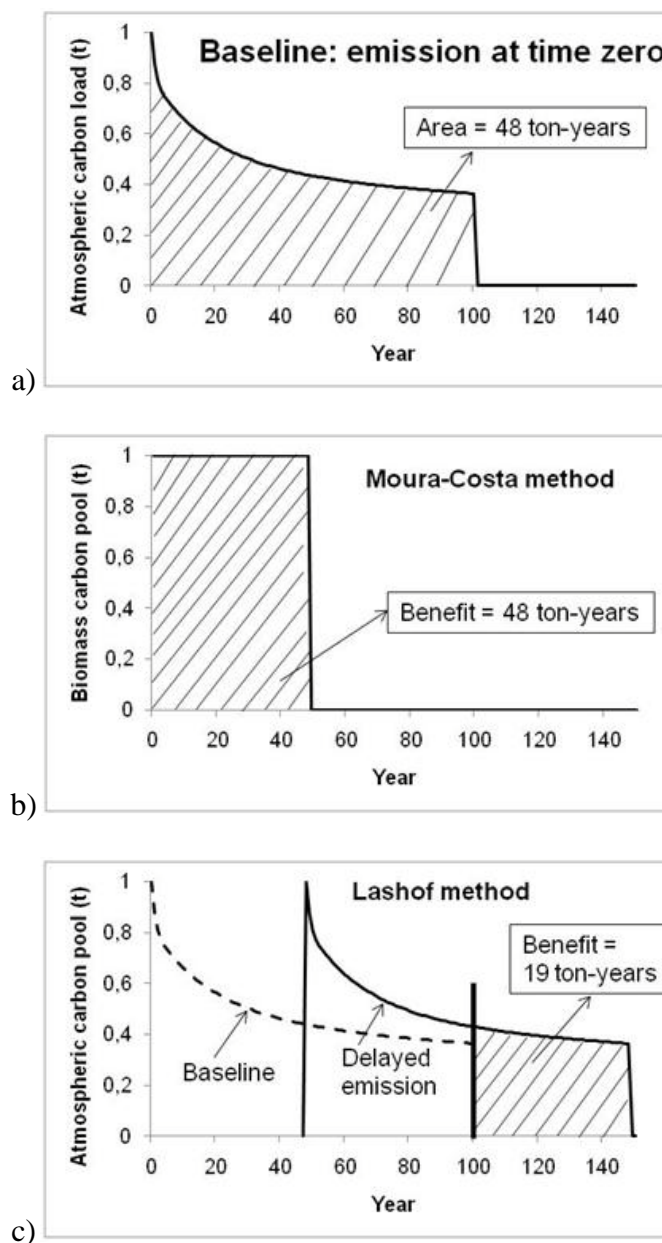 Baseline: emission at time zero
Atmospheric carbon load (t)
1
0,8
0,6
0,4
0,2
0
Area = 48 ton-years
0 20 40 60 80 100 120 140
Year
a)
Moura-Costa method
Biomass carbon pool (t)
1
0,8
0,6
0,4
0,2
0
Benefit = 48 ton-years
0 20 40 60 80 100 120 140
Year
b)
Lashof method
Atmospheric carbon pool (t)
1
0,8
0,6
0,4
0,2
0
Benefit =
19 ton-years
Baseline
Delayed
emission
0 20 40 60 80 100 120 140
Year
c)